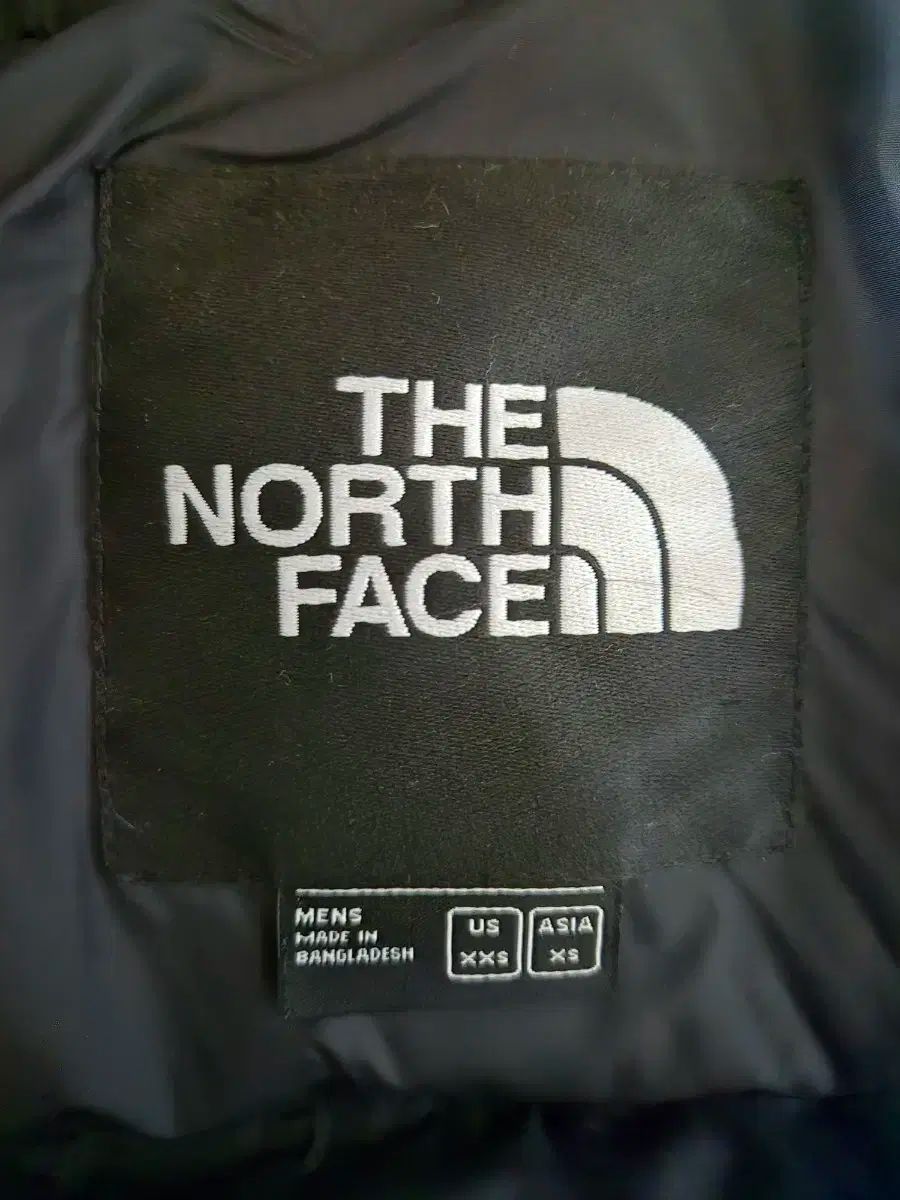 THE
NORTH
FACE
MENS
MADE IN
BANGLADESH
US
XXS
ASIA
XS